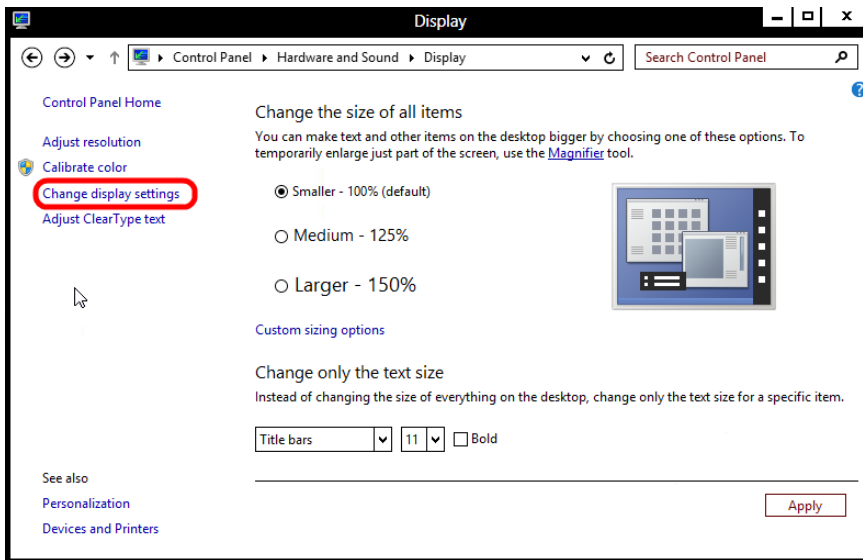 Display
Control Panel Hardware and Sound Display
Search Control Panel
Control Panel Home
Adjust resolution
Calibrate color
Change display settings
Adjust ClearType text
Change the size of all items
You can make text and other items on the desktop bigger by choosing one of these options. To
temporarily enlarge just part of the screen, use the Magnifier tool.
Smaller - 100% (default)
Medium - 125%
Larger - 150%
Custom sizing options
Change only the text size
Instead of changing the size of everything on the desktop, change only the text size for a specific item.
Title bars 11 Bold
See also
Personalization
Devices and Printers
Apply